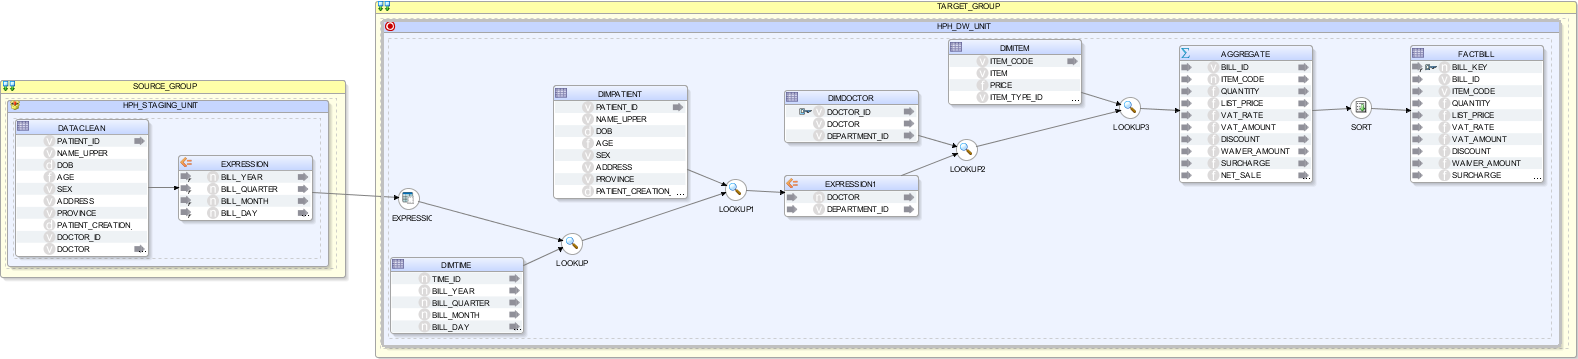 SOURCE_GROUP
HPH_STAGING_UNIT
DATACLEAN
PATIENT_ID
NAME_UPPER
DOB
AGE
SEX
ADDRESS
PROVINCE
PATIENT_CREATION_
DOCTOR_ID
DOCTOR
...
EXPRESSION
BILL_YEAR
BILL_QUARTER
BILL_MONTH
BILL_DAY
...
TARGET_GROUP
HPH_DW_UNIT
EXPRESSIC
LOOKUP
DIMTIME
TIME_ID
BILL_YEAR
BILL_QUARTER
BILL_MONTH
BILL_DAY
...
DIMPATIENT
PATIENT_ID
NAME_UPPER
DOB
AGE
SEX
ADDRESS
PROVINCE
PATIENT_CREATION_ ...
LOOKUP1
DIMDOCTOR
DOCTOR_ID
DOCTOR
DEPARTMENT_ID
EXPRESSION1
DOCTOR
DEPARTMENT_ID
LOOKUP2
DIMITEM
ITEM_CODE
ITEM
PRICE
ITEM_TYPE_ID ...
LOOKUP3
AGGREGATE
BILL_ID
ITEM_CODE
QUANTITY
LIST_PRICE
VAT_RATE
VAT_AMOUNT
DISCOUNT
WAIVER_AMOUNT
SURCHARGE
NET_SALE
...
SORT
FACTBILL
BILL_KEY
BILL_ID
ITEM_CODE
QUANTITY
LIST_PRICE
VAT_RATE
VAT_AMOUNT
DISCOUNT
WAIVER_AMOUNT
SURCHARGE ...